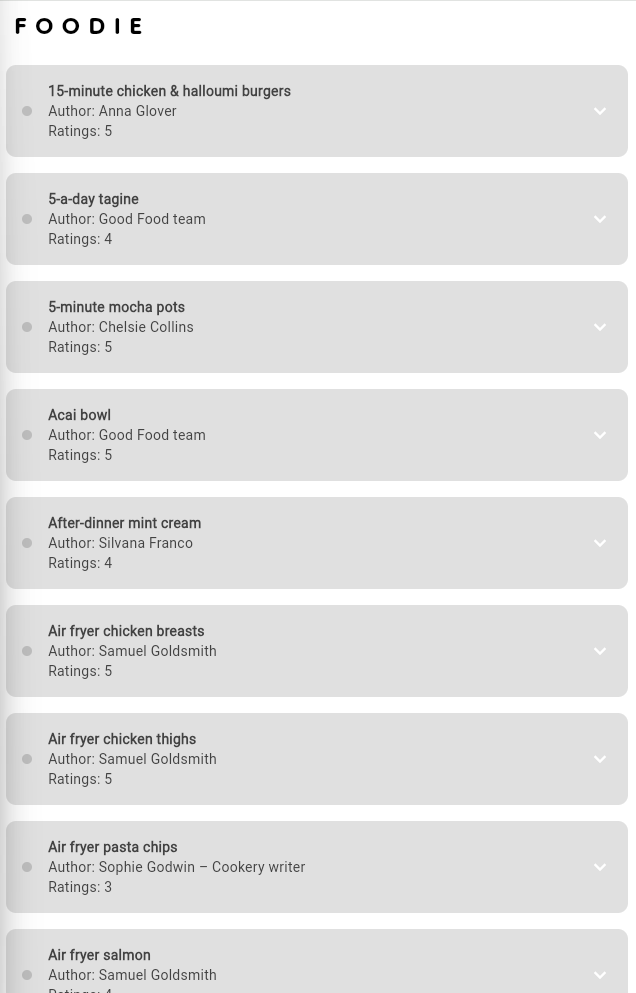 FOODIE
15-minute chicken & halloumi burgers
Author: Anna Glover
Ratings: 5
5-a-day tagine
Author: Good Food team
Ratings: 4
5-minute mocha pots
Author: Chelsie Collins
Ratings: 5
Acai bowl
Author: Good Food team
Ratings: 5
After-dinner mint cream
Author: Silvana Franco
Ratings: 4
Air fryer chicken breasts
Author: Samuel Goldsmith
Ratings: 5
Air fryer chicken thighs
Author: Samuel Goldsmith
Ratings: 5
Air fryer pasta chips
Author: Sophie Godwin – Cookery writer
Ratings: 3
Air fryer salmon
Author: Samuel Goldsmith
Ratings: 4